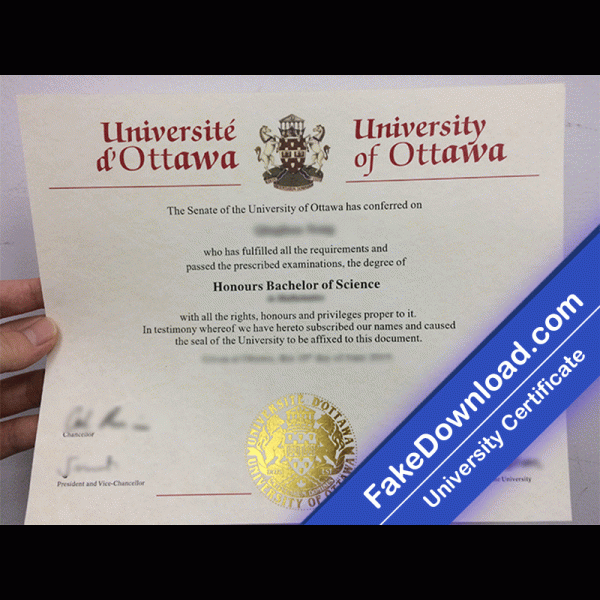 Université
d'Ottawa
University
of Ottawa
The Senate of the University of Ottawa has conferred on
who has fulfilled all the requirements and
passed the prescribed examinations, the degree of
Honours Bachelor of Science
with all the rights, honours and privileges proper to it.
In testimony whereof we have hereto subscribed our names and caused
the seal of the University to be affixed to this document.
Chancellor
President and Vice-Chancellor
University
UNIVERSITÉ D'OTTAWA
UNIVERSITY OF
FakeDownload.com
University Certificate